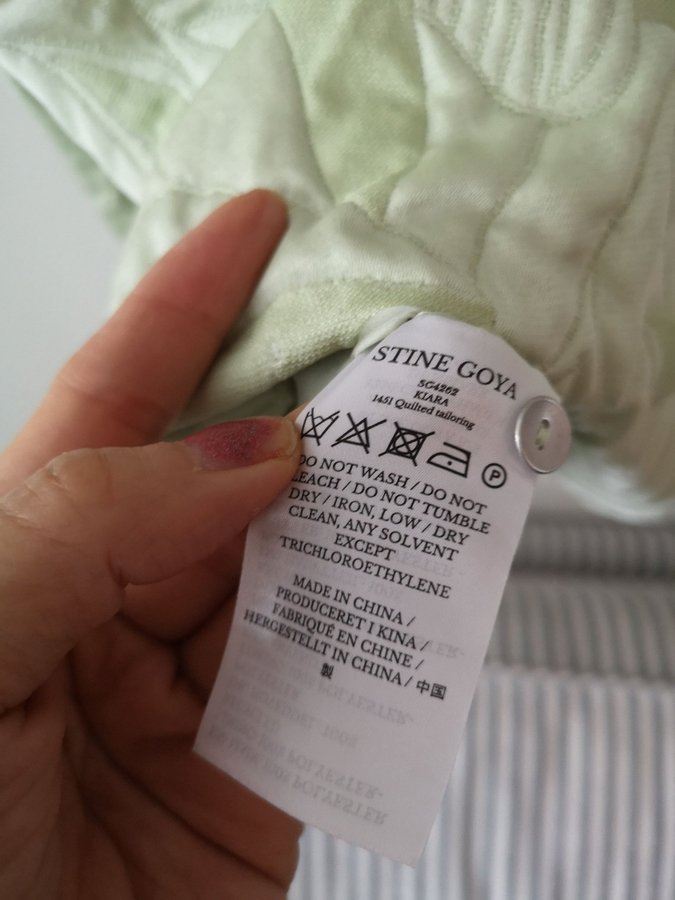 STINE GOYA
SG4262
KIARA
1451 Quilted tailoring
P
DO NOT WASH / DO NOT
LEACH / DO NOT TUMBLE
DRY / IRON, LOW / DRY
CLEAN, ANY SOLVENT
EXCEPT
TRICHLOROETHYLENE
MADE IN CHINA /
PRODUCERET I KINA /
FABRIQUÉ EN CHINE /
HERGESTELLT IN CHINA / 中国
製